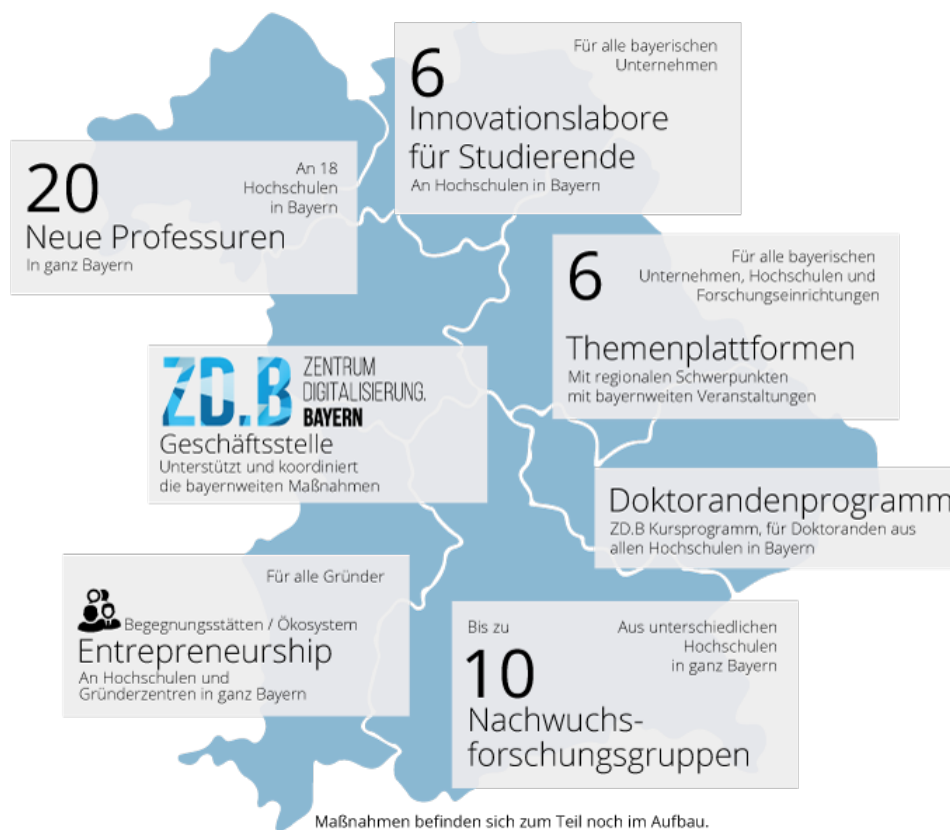 6
Für alle bayerischen
Unternehmen
Innovationslabore
für Studierende
An Hochschulen in Bayern
20
An 18
Hochschulen
in Bayern
Neue Professuren
In ganz Bayern
6
Für alle bayerischen
Unternehmen, Hochschulen und
Forschungseinrichtungen
Themenplattformen
Mit regionalen Schwerpunkten
mit bayernweiten Veranstaltungen
ZD.B
ZENTRUM
DIGITALISIERUNG.
BAYERN
Geschäftsstelle
Unterstützt und koordiniert
die bayernweiten Maßnahmen
Doktorandenprogramm
ZD.B Kursprogramm, für Doktoranden aus
allen Hochschulen in Bayern
Für alle Gründer
Begegnungsstätten / Ökosystem
Entrepreneurship
An Hochschulen und
Gründerzentren in ganz Bayern
Bis zu
Aus unterschiedlichen
Hochschulen
in ganz Bayern
10
Nachwuchs-
forschungsgruppen
Maßnahmen befinden sich zum Teil noch im Aufbau.